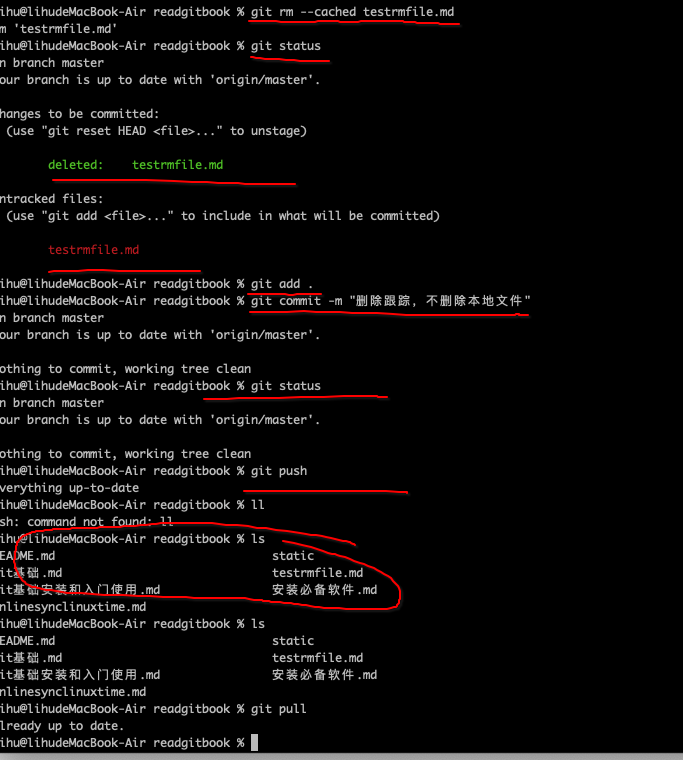 ihu@lihudeMacBook-Air readgitbook % git rm --cached testrmfile.md
m 'testrmfile.md'
ihu@lihudeMacBook-Air readgitbook % git status
n branch master
our branch is up to date with 'origin/master'.
hanges to be committed:
(use "git reset HEAD <file>..." to unstage)
deleted:    testrmfile.md
ntracked files:
(use "git add <file>..." to include in what will be committed)
testrmfile.md
ihu@lihudeMacBook-Air readgitbook % git add .
ihu@lihudeMacBook-Air readgitbook % git commit -m "删除跟踪，不删除本地文件"
n branch master
our branch is up to date with 'origin/master'.
othing to commit, working tree clean
ihu@lihudeMacBook-Air readgitbook % git status
n branch master
our branch is up to date with 'origin/master'.
othing to commit, working tree clean
ihu@lihudeMacBook-Air readgitbook % git push
verything up-to-date
ihu@lihudeMacBook-Air readgitbook % ll
sh: command not found: ll
ihu@lihudeMacBook-Air readgitbook % ls
EADME.md static
it基础.md testrmfile.md
it基础安装和入门使用.md 安装必备软件.md
nlinesynclinuxtime.md
ihu@lihudeMacBook-Air readgitbook % ls
EADME.md static
it基础.md testrmfile.md
it基础安装和入门使用.md 安装必备软件.md
nlinesynclinuxtime.md
ihu@lihudeMacBook-Air readgitbook % git pull
lready up to date.
ihu@lihudeMacBook-Air readgitbook %